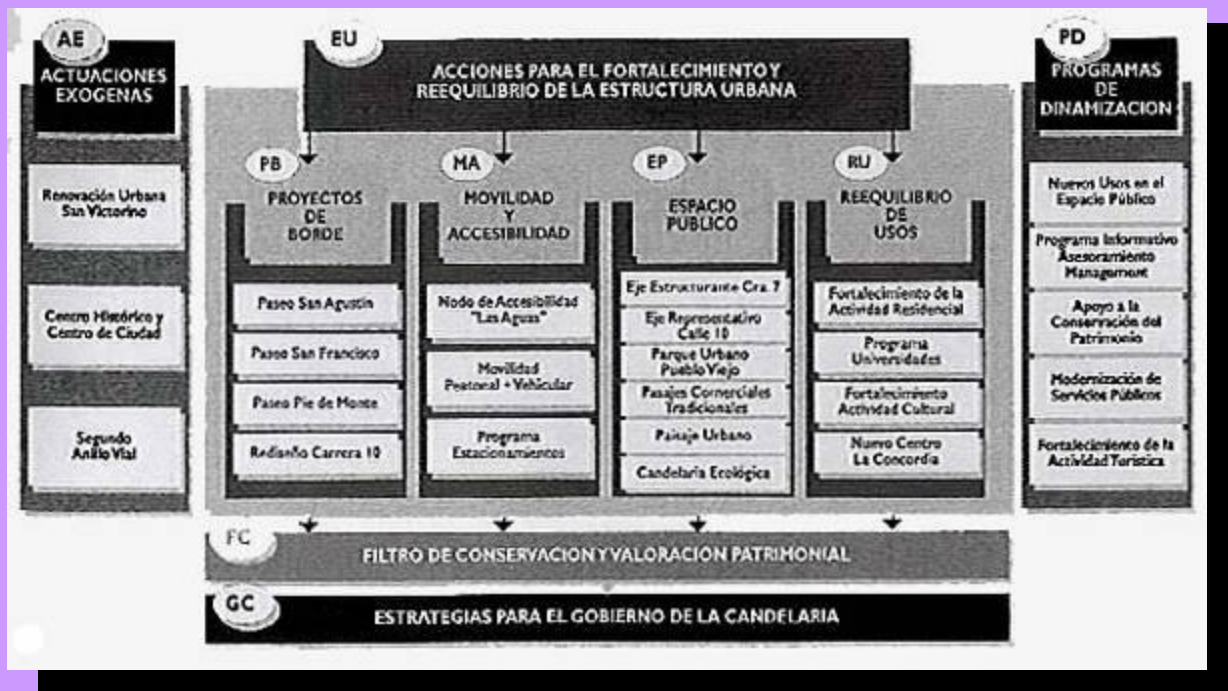 AE
ACTUACIONES
EXOGENAS
Renovación Urbana
San Victorino
Centro Histórico y
Centro de Ciudad
Segundo
Anillo Vial
EU
ACCIONES PARA EL FORTALECIMIENTO Y
REEQUILIBRIO DE LA ESTRUCTURA URBANA
PB
PROYECTOS
DE
BORDE
Paseo San Agustín
Paseo San Francisco
Paseo Pie de Monte
Rediseño Carrera 10
MA
MOVILIDAD
Y
ACCESIBILIDAD
Nodo de Accesibilidad
"Las Aguas"
Movilidad
Peatonal + Vehicular
Programa
Estacionamientos
EP
ESPACIO
PUBLICO
Eje Estructurante Cra. 7
Eje Representativo
Calle 10
Parque Urbano
Pueblo Viejo
Pasajes Comerciales
Tradicionales
Paisaje Urbano
Candelaria Ecológica
RU
REEQUILIBRIO
DE
USOS
Fortalecimiento de la
Actividad Residencial
Programa
Universidades
Fortalecimiento
Actividad Cultural
Nuevo Centro
La Concordia
PD
PROGRAMAS
DE
DINAMIZACION
Nuevos Usos en el
Espacio Público
Programa Informativo
Asesoramiento
Management
Apoyo a la
Conservación del
Patrimonio
Modernización de
Servicios Públicos
Fortalecimiento de la
Actividad Turística
FC
FILTRO DE CONSERVACION Y VALORACION PATRIMONIAL
GC
ESTRATEGIAS PARA EL GOBIERNO DE LA CANDELARIA